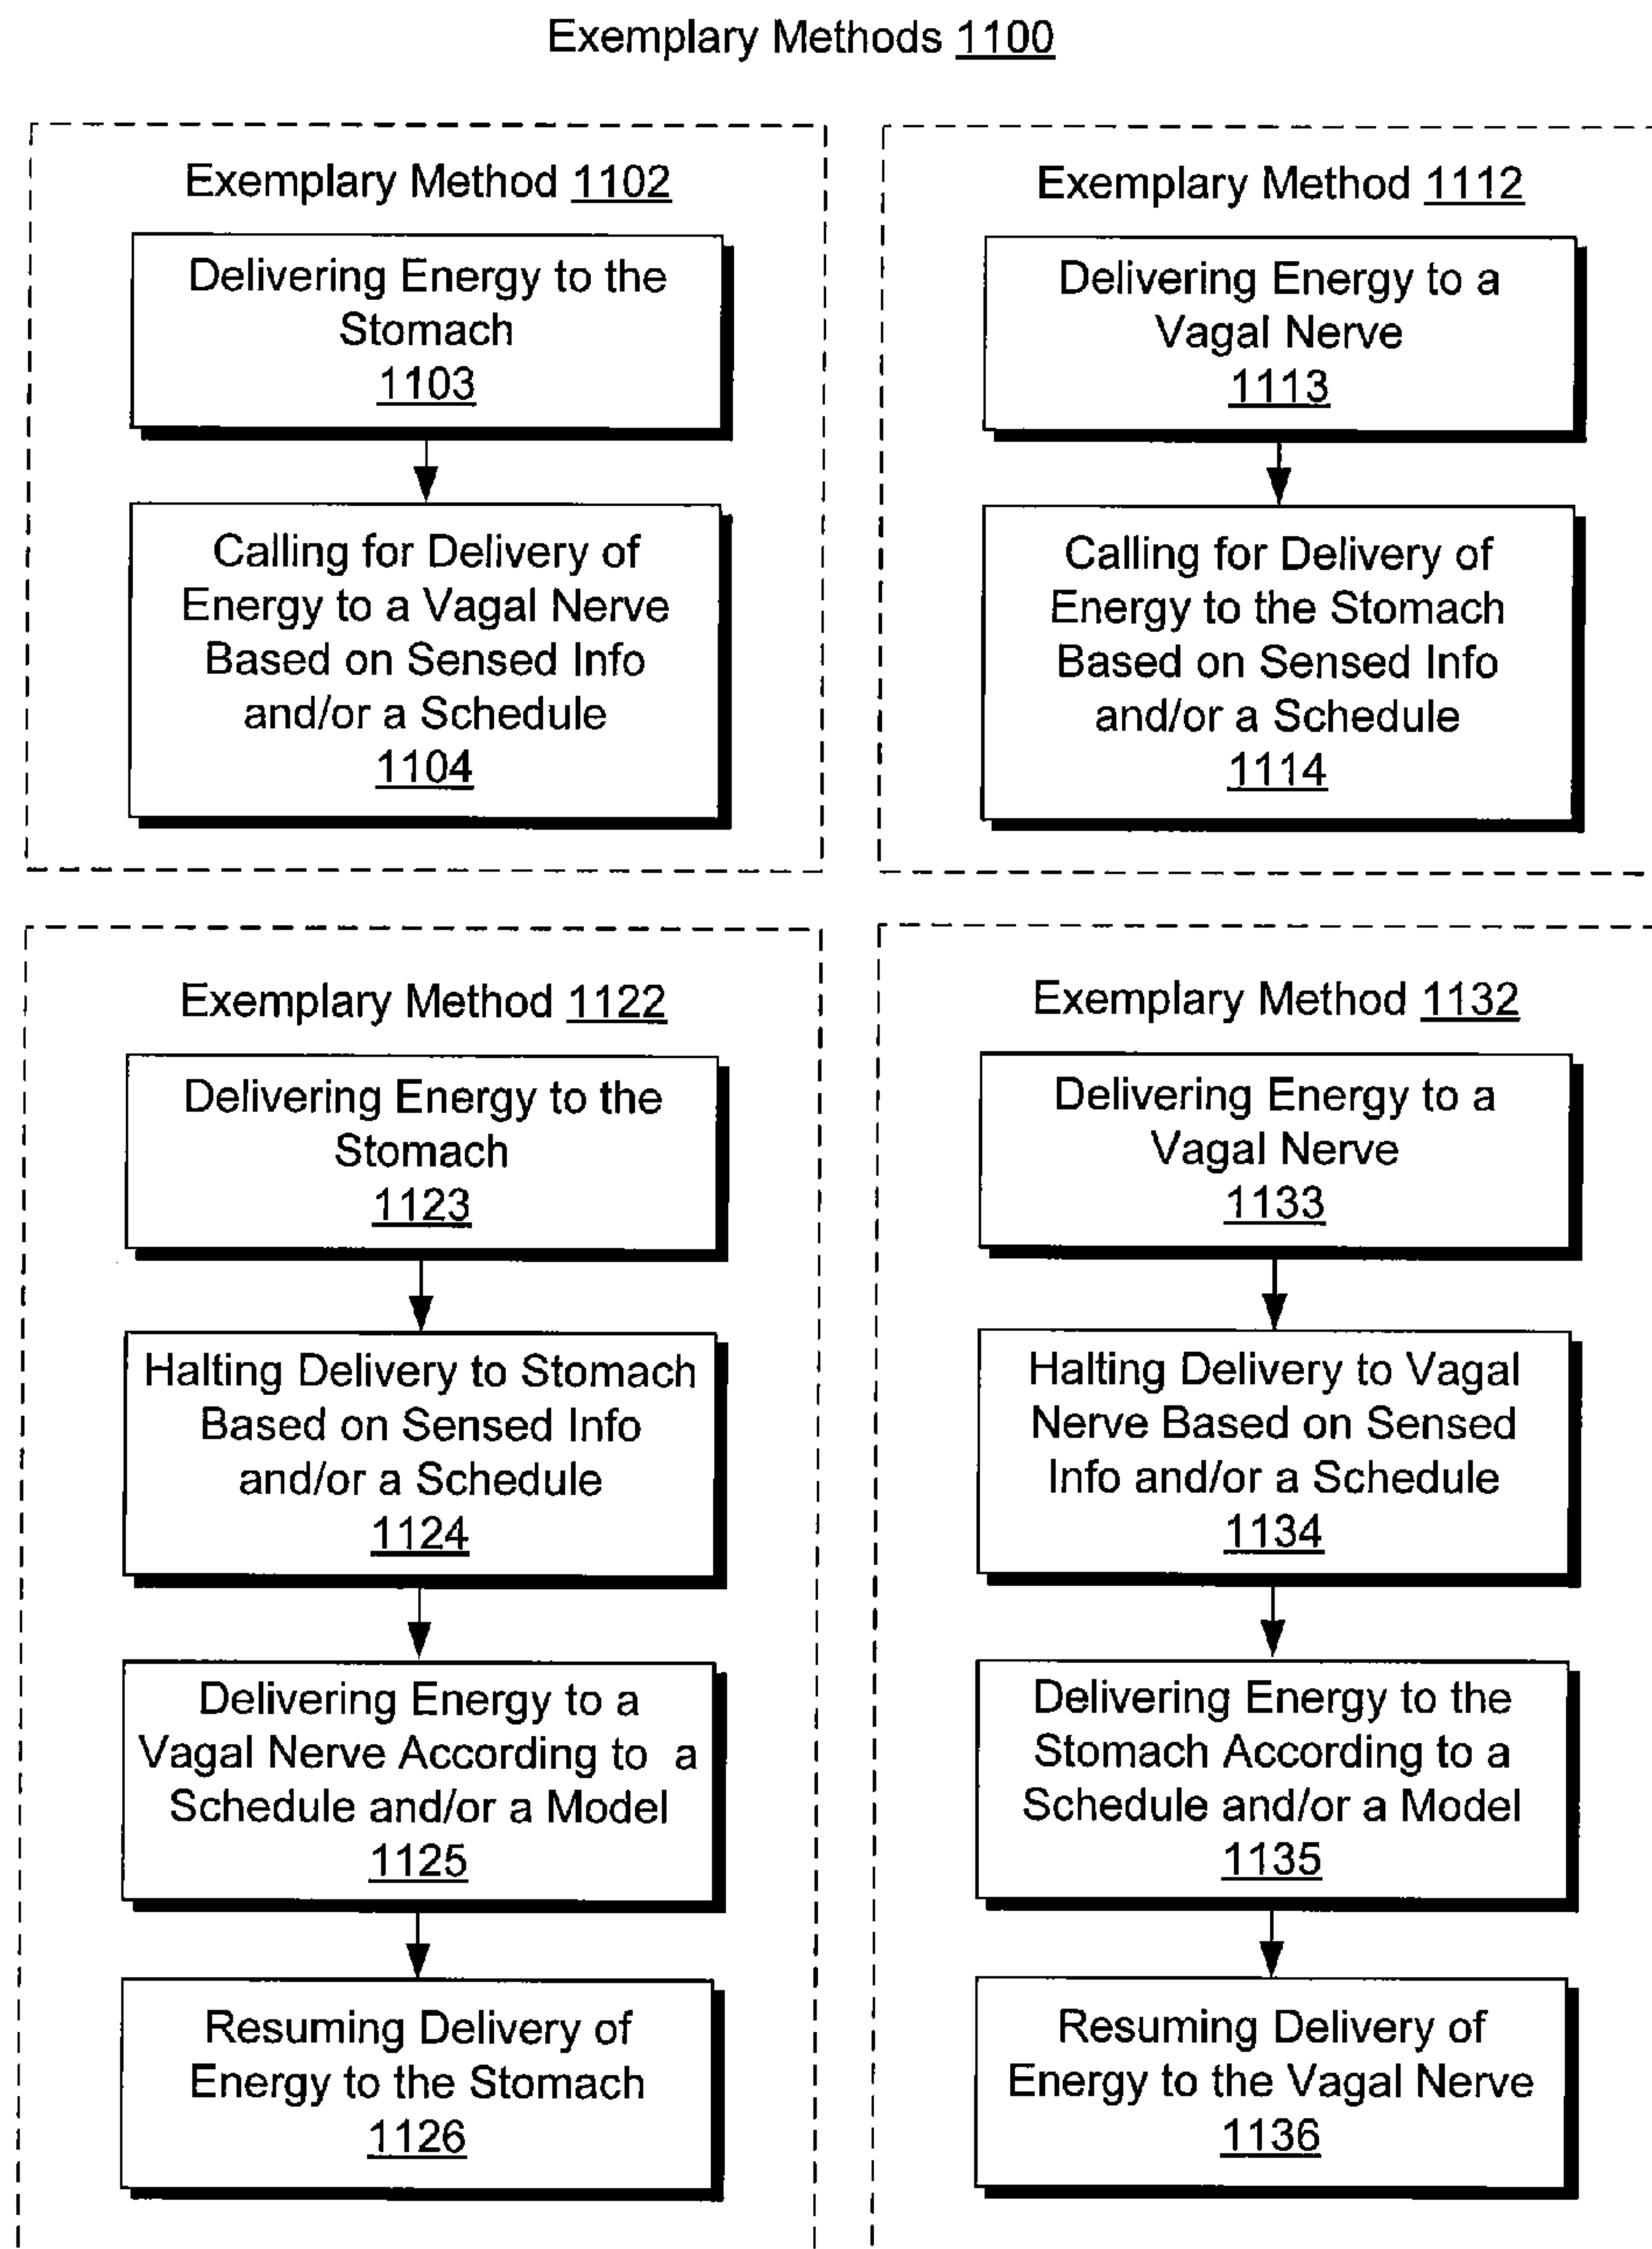 Exemplary Methods 1100
Exemplary Method 1102
Delivering Energy to the
Stomach
1103
Calling for Delivery of
Energy to a Vagal Nerve
Based on Sensed Info
and/or a Schedule
1104
Exemplary Method 1112
Delivering Energy to a
Vagal Nerve
1113
Calling for Delivery of
Energy to the Stomach
Based on Sensed Info
and/or a Schedule
1114
Exemplary Method 1122
Delivering Energy to the
Stomach
1123
Halting Delivery to Stomach
Based on Sensed Info
and/or a Schedule
1124
Delivering Energy to a
Vagal Nerve According to a
Schedule and/or a Model
1125
Resuming Delivery of
Energy to the Stomach
1126
Exemplary Method 1132
Delivering Energy to a
Vagal Nerve
1133
Halting Delivery to Vagal
Nerve Based on Sensed
Info and/or a Schedule
1134
Delivering Energy to the
Stomach According to a
Schedule and/or a Model
1135
Resuming Delivery of
Energy to the Vagal Nerve
1136